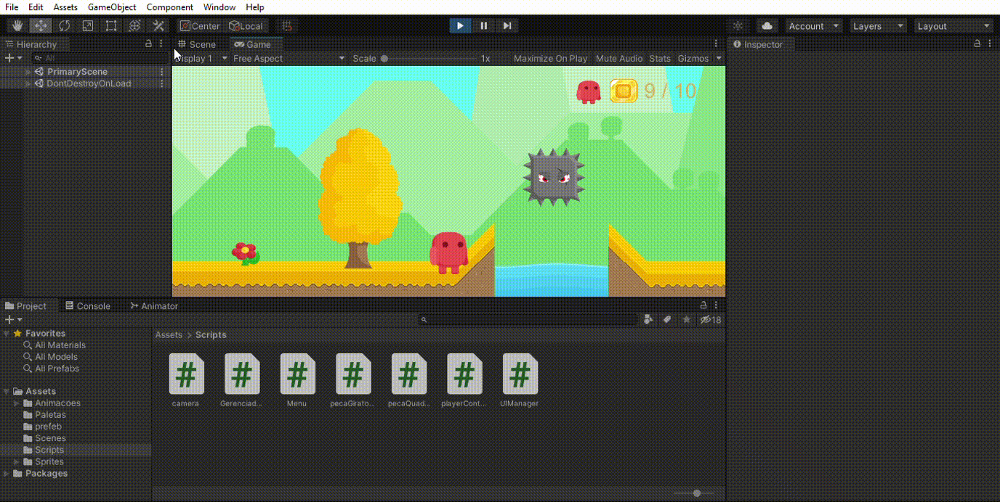 File Edit Assets GameObject Component Window Help
Center Local Account Layers Layout
Hierarchy Scene Game Inspector
All
Display 1 Free Aspect Scale 1x Maximize On Play Mute Audio Stats Gizmos
PrimaryScene
DontDestroyOnLoad
9 / 10
Project Console Animator
18
Favorites
All Materials
All Models
All Prefabs
Assets
Animacoes
Paletas
prefeb
Scenes
Scripts
Sprites
Packages
Assets > Scripts
camera Gerenciad... Menu pecaGirato... pecaQuad... playerCont... UIManager